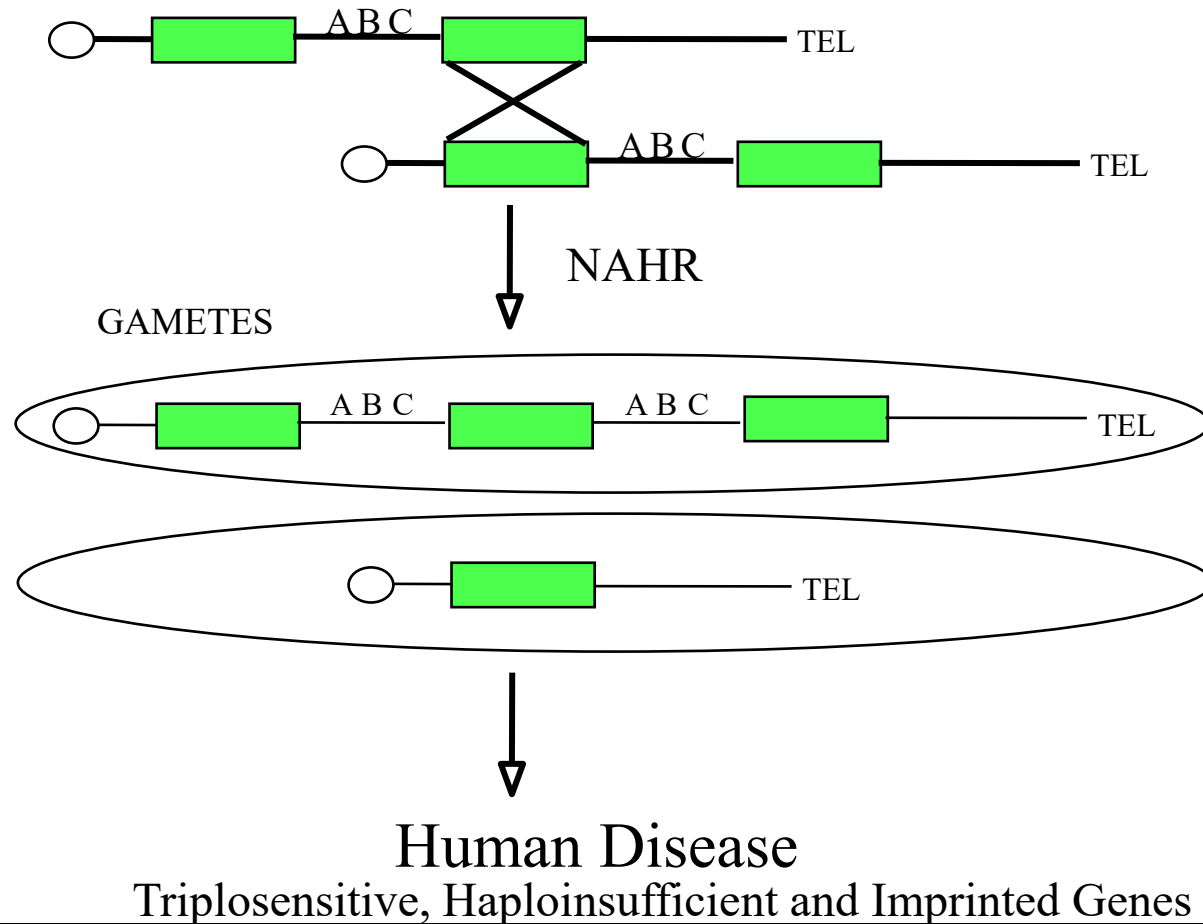 A B C
TEL
A B C
TEL
NAHR
GAMETES
A B C A B C
TEL
TEL
Human Disease
Triplosensitive, Haploinsufficient and Imprinted Genes